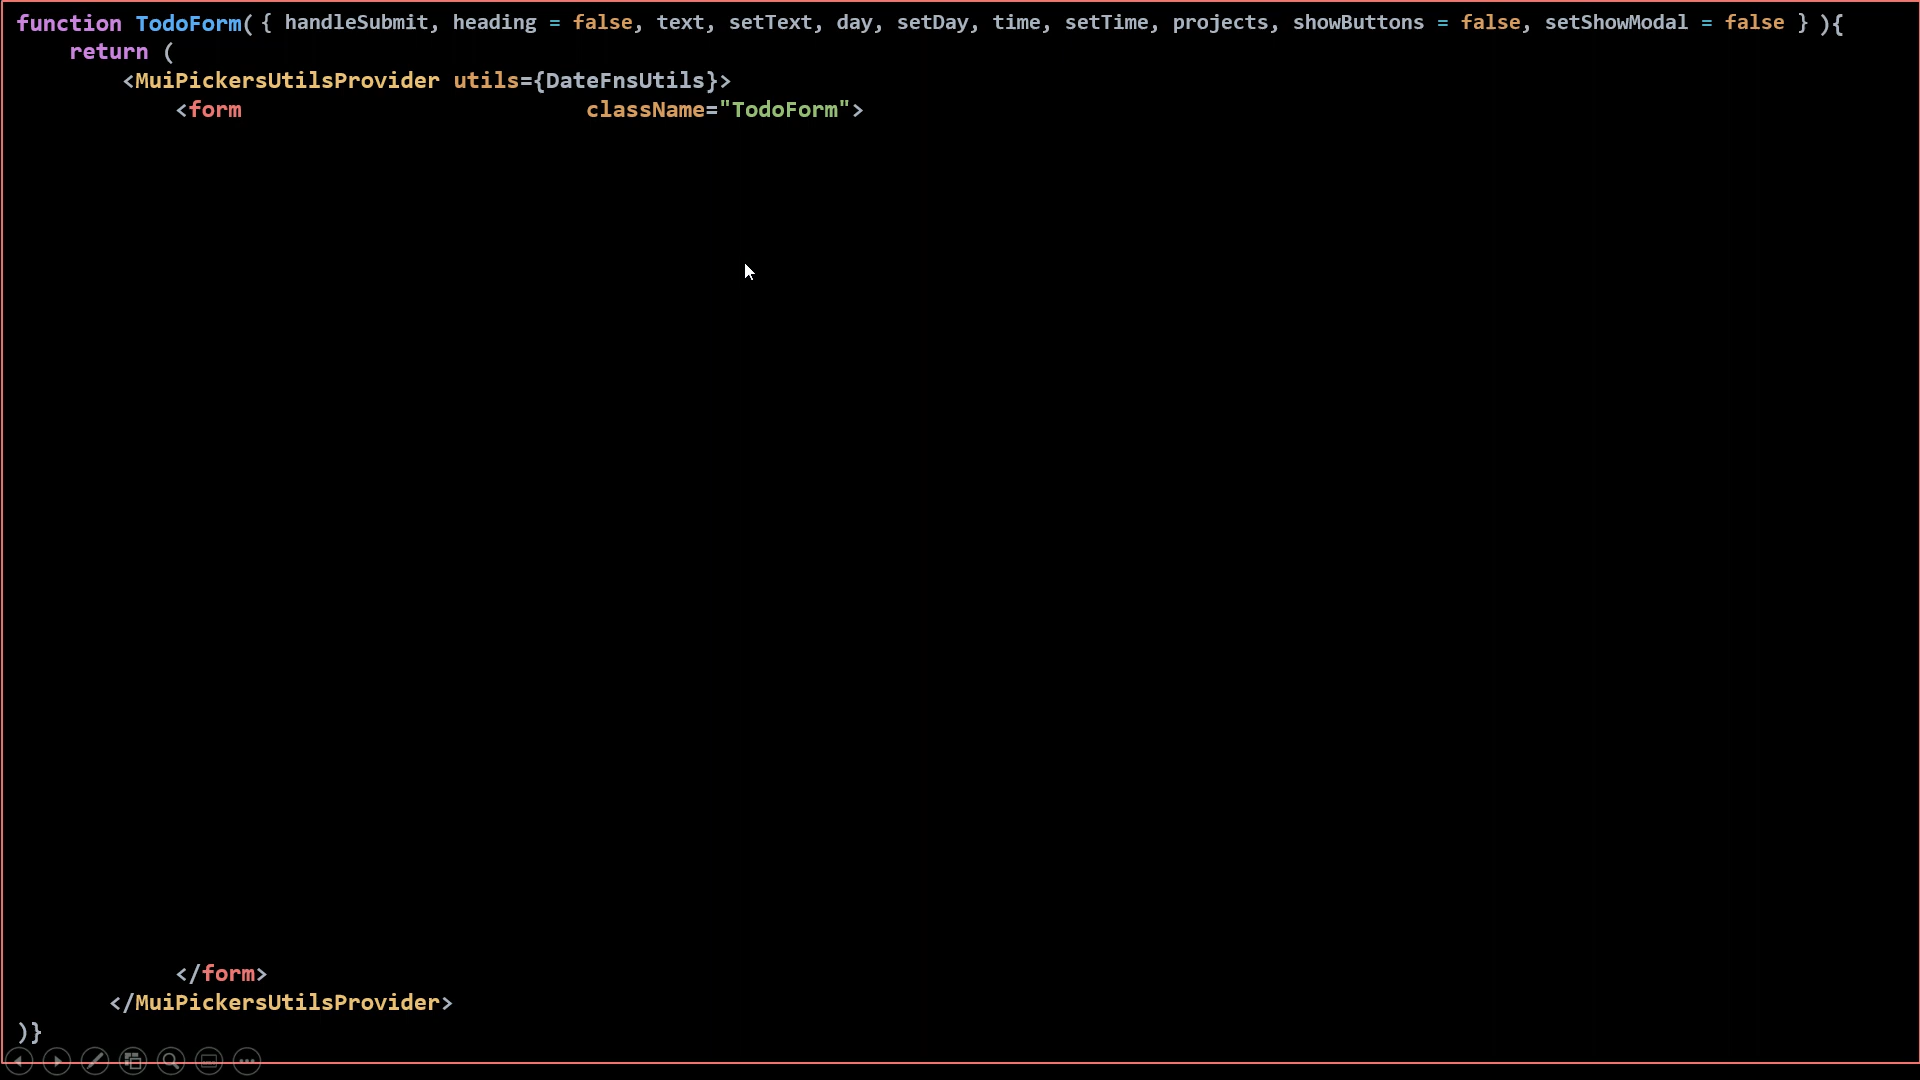 function TodoForm( { handleSubmit, heading = false, text, setText, day, setDay, time, setTime, projects, showButtons = false, setShowModal = false } ){
return (
<MuiPickersUtilsProvider utils={DateFnsUtils}>
<form className="TodoForm">
</form>
</MuiPickersUtilsProvider>
)}